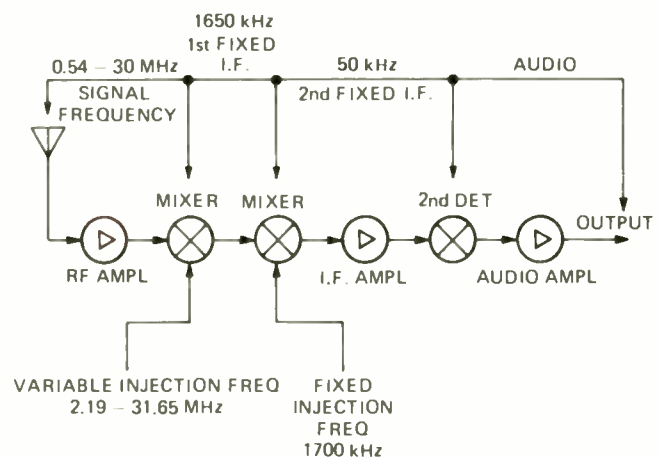 1650 kHz
1st FIXED
I.F.
0.54 – 30 MHz
50 kHz
AUDIO
SIGNAL
FREQUENCY
2nd FIXED I.F.
MIXER
MIXER
2nd DET
OUTPUT
RF AMPL
I.F. AMPL
AUDIO AMPL
VARIABLE INJECTION FREQ
2.19 – 31.65 MHz
FIXED
INJECTION
FREQ
1700 kHz